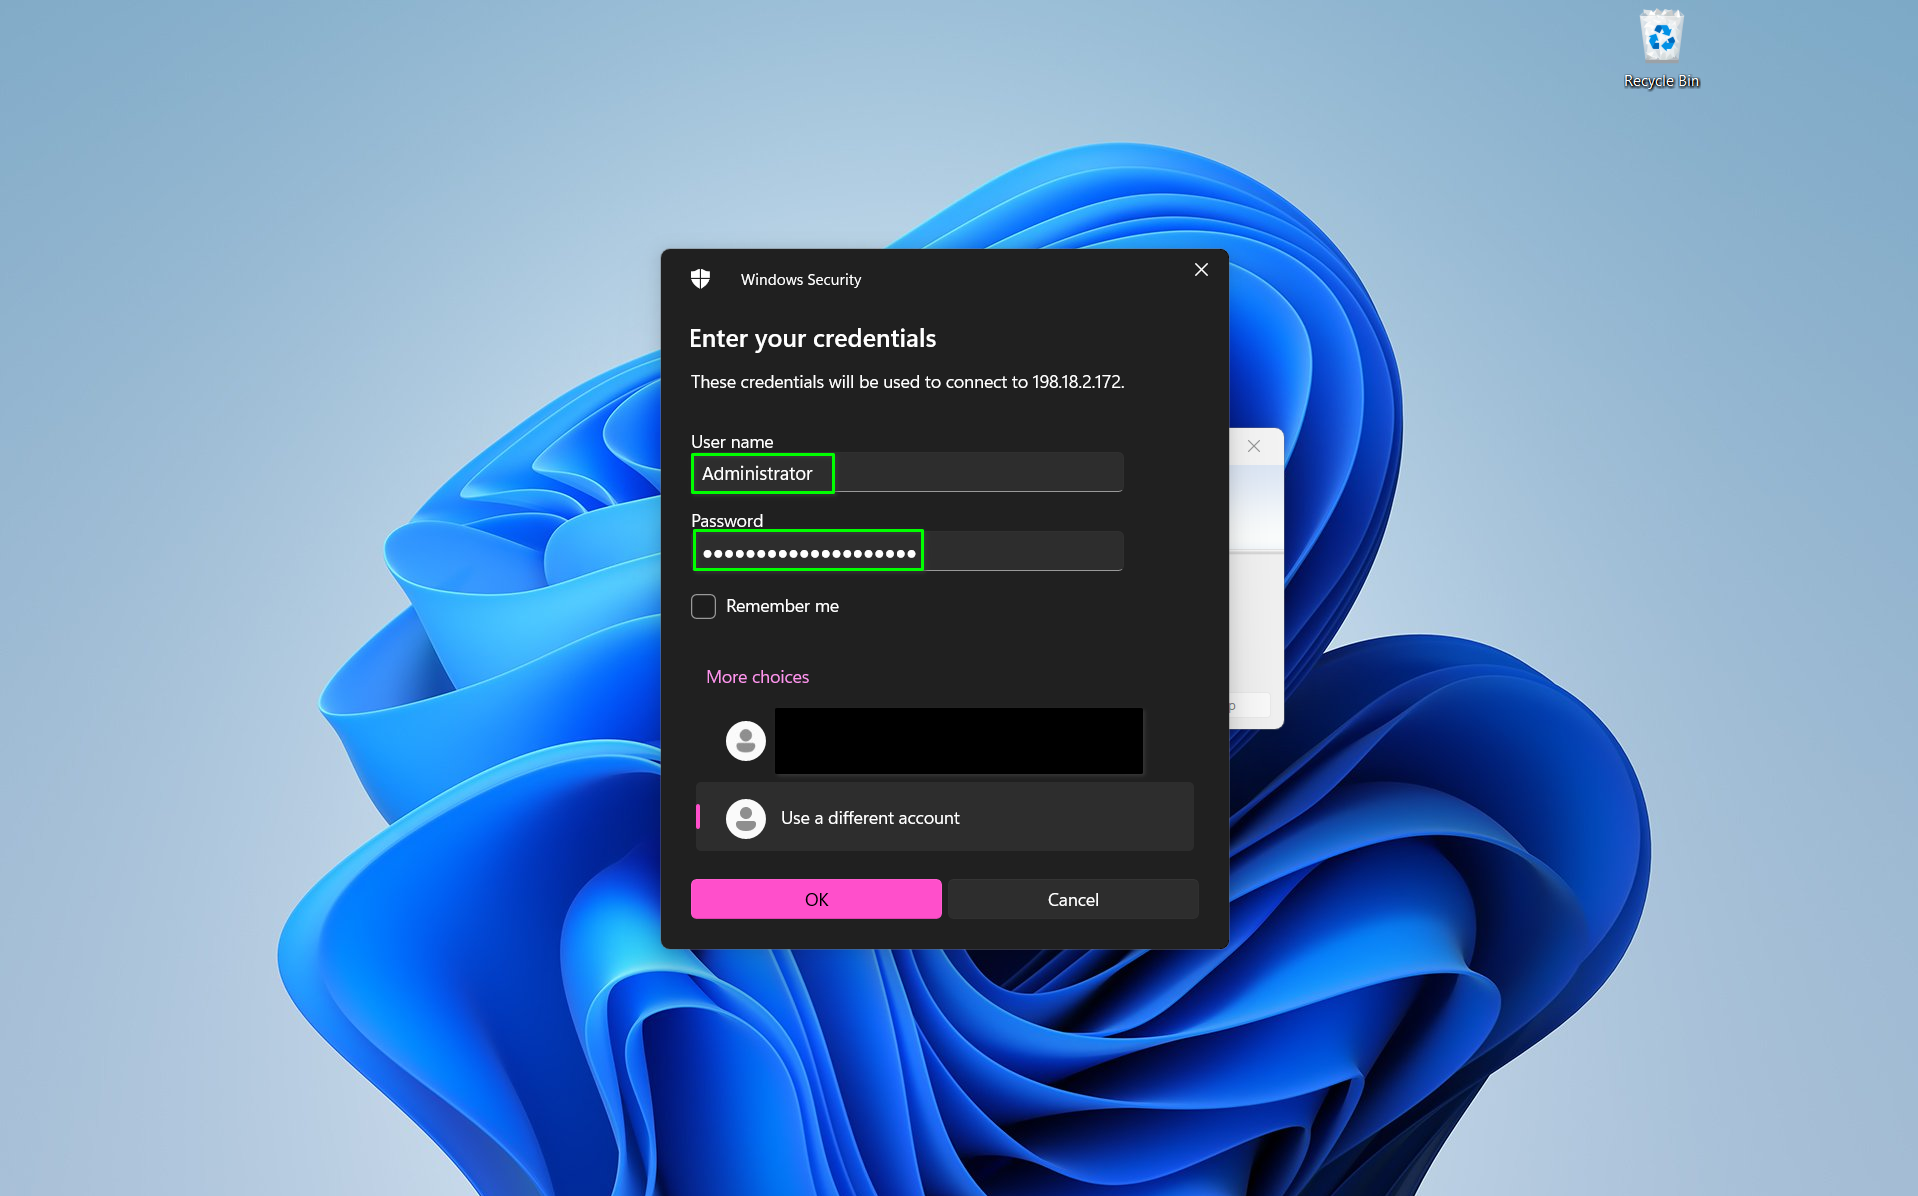 Recycle Bin
Windows Security
Enter your credentials
These credentials will be used to connect to 198.18.2.172.
User name
Administrator
Password
●●●●●●●●●●●●●●●●●●●●
Remember me
More choices
Use a different account
OK
Cancel
p